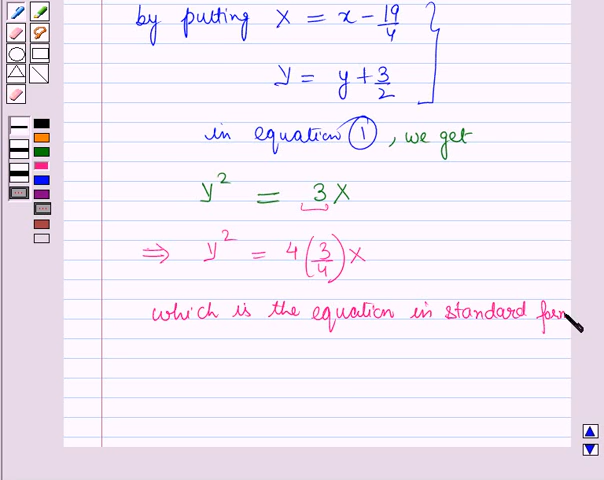 by putting X = x - 19/4
Y = y + 3/2
in equation 1, we get
Y² = 3X
⇒ Y² = 4(3/4)X
which is the equation in standard form